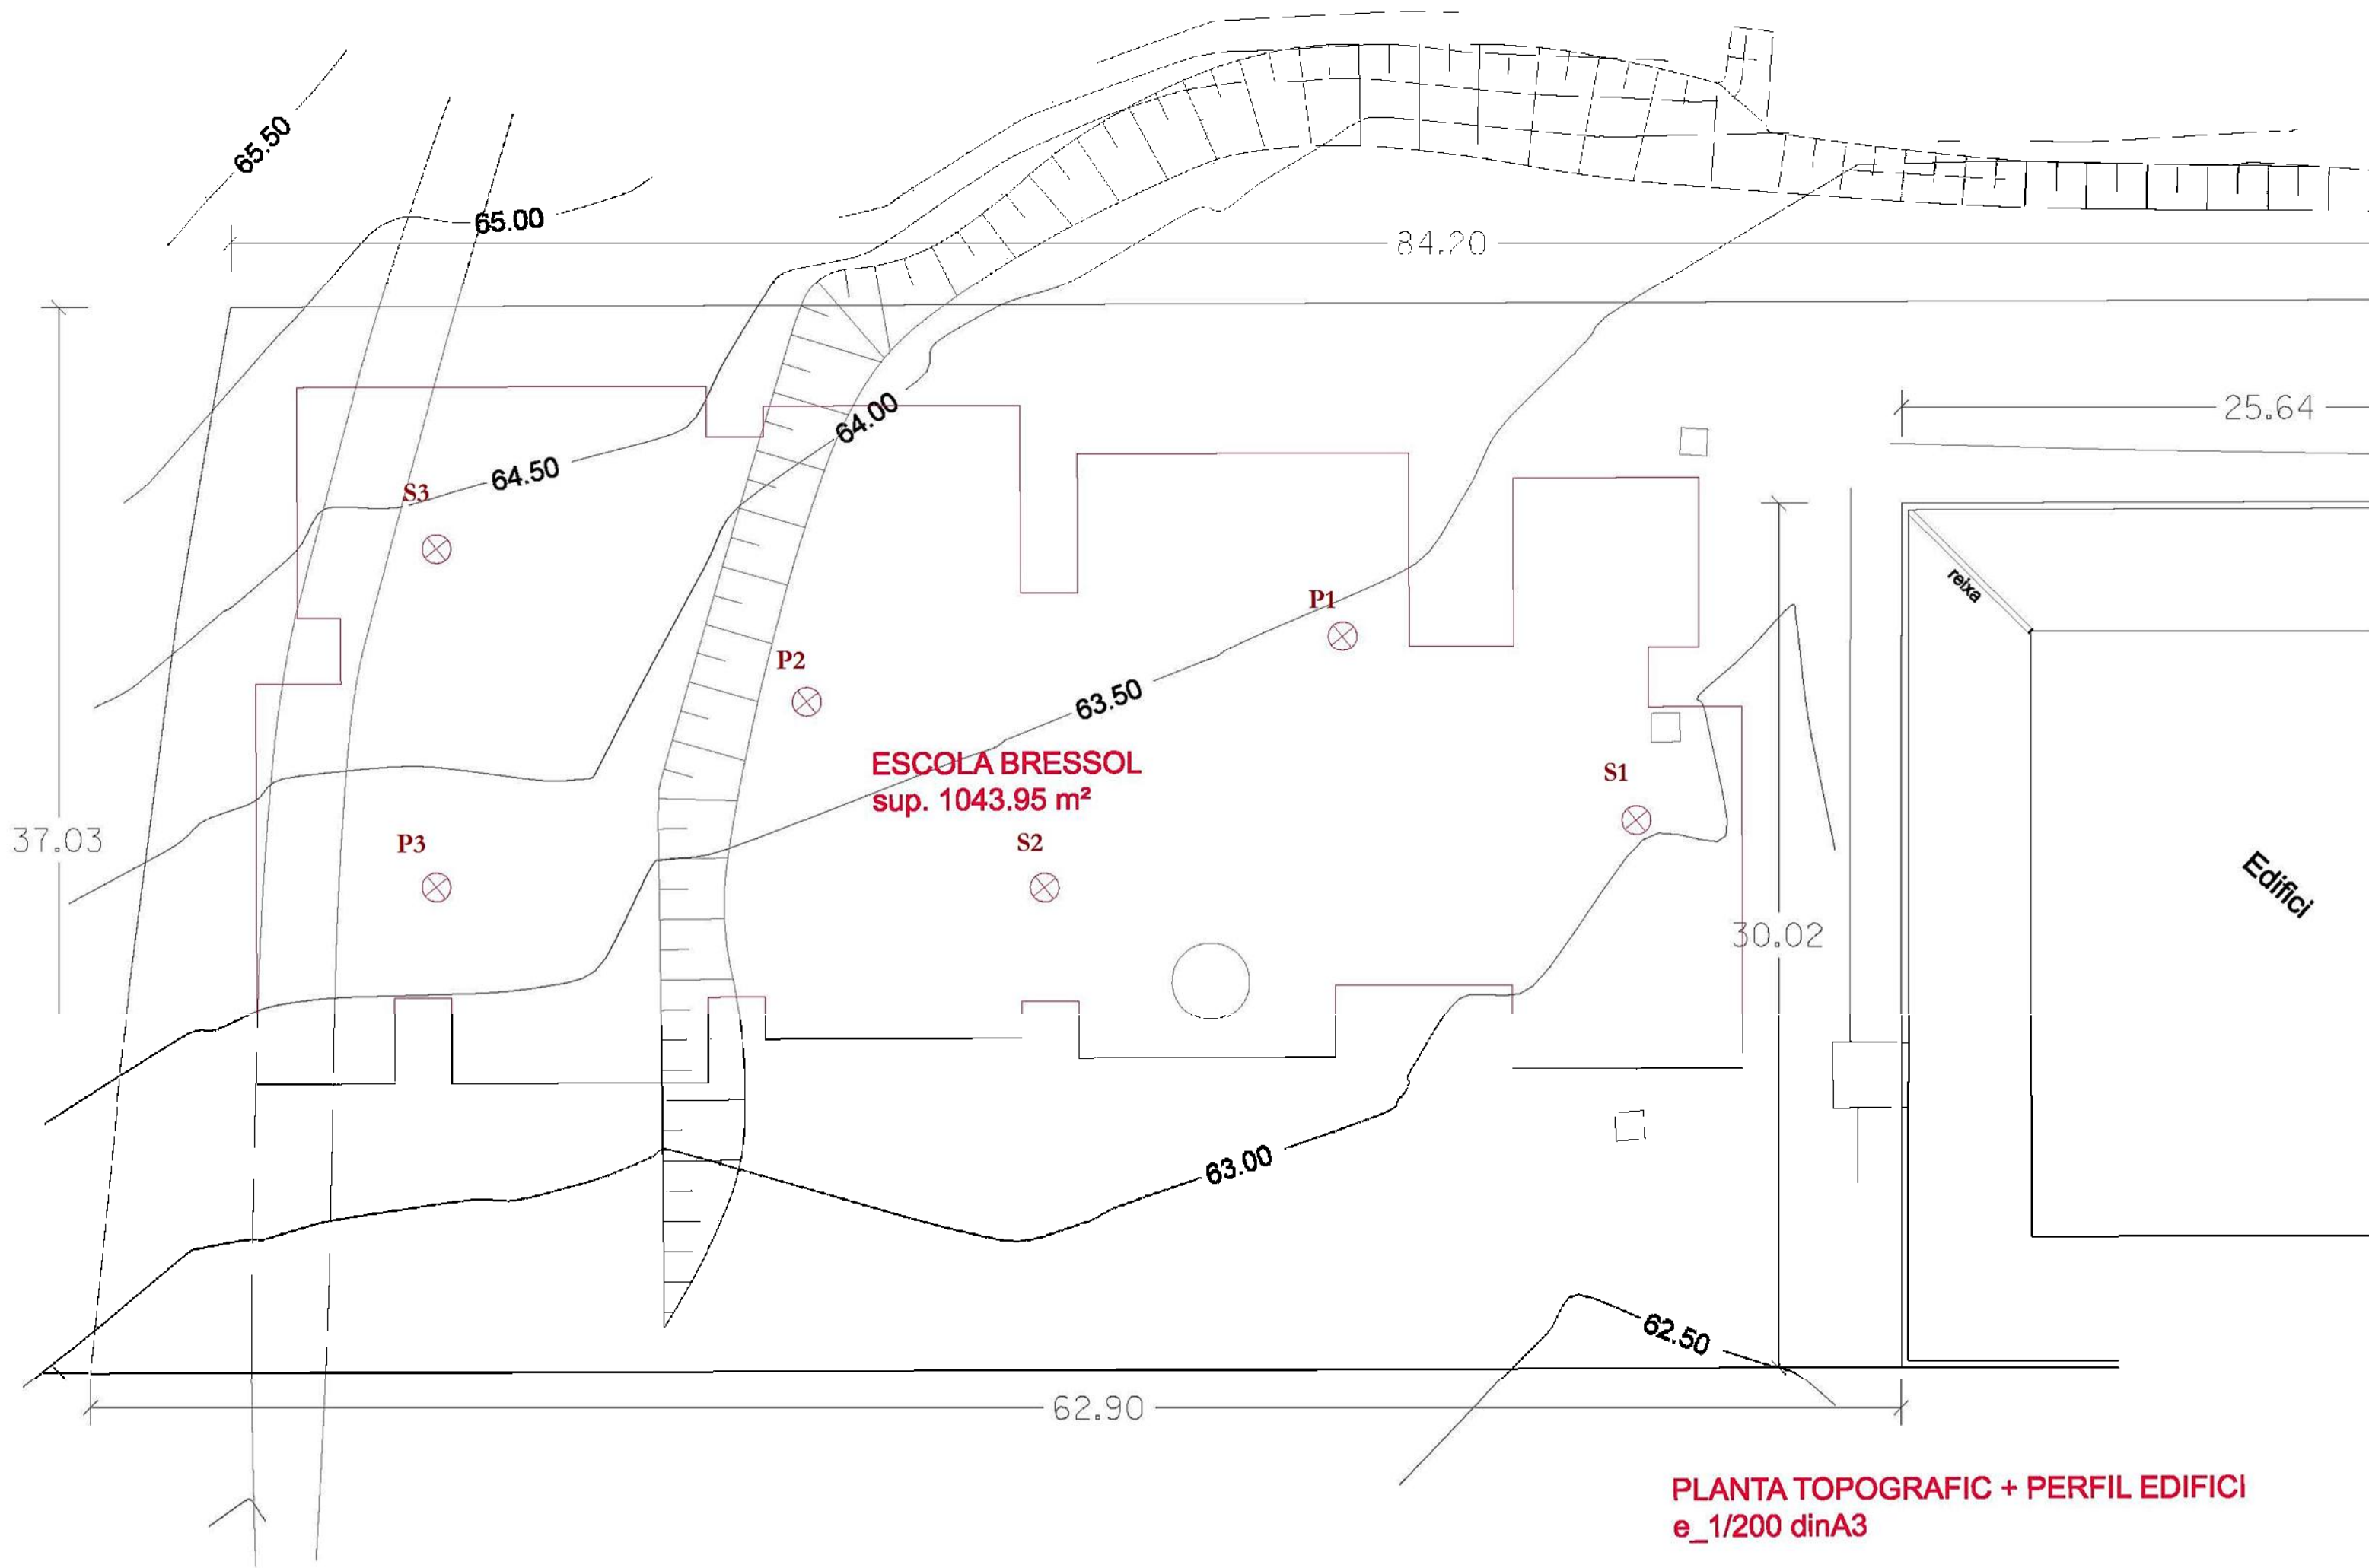 65.50
65.00
84.20
25.64
64.00
64.50
S3
reixa
P1
P2
63.50
ESCOLA BRESSOL
sup. 1043.95 m²
S1
37.03
P3
S2
Edifici
30.02
63.00
62.50
62.90
PLANTA TOPOGRAFIC + PERFIL EDIFICI
e_1/200 dinA3